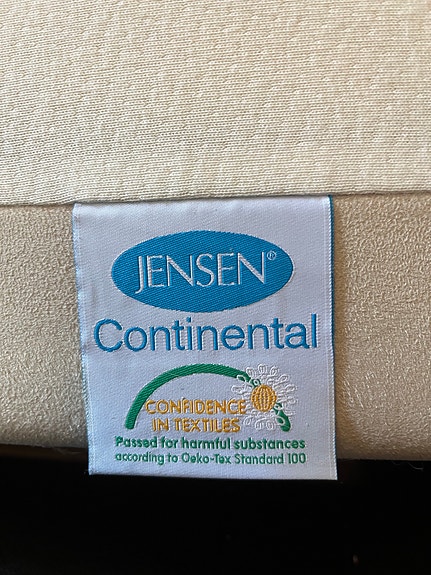 JENSEN®
Continental
CONFIDENCE
IN TEXTILES
Passed for harmful substances
according to Oeko-Tex Standard 100